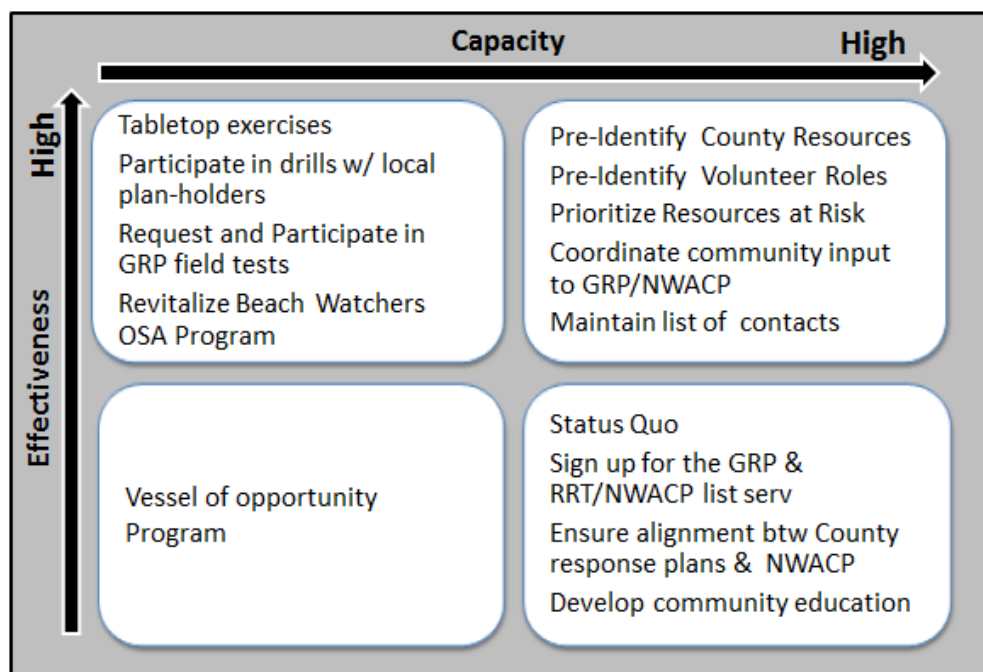 Capacity
High
High
Effectiveness
Tabletop exercises
Participate in drills w/ local
plan-holders
Request and Participate in
GRP field tests
Revitalize Beach Watchers
OSA Program
Pre-Identify County Resources
Pre-Identify Volunteer Roles
Prioritize Resources at Risk
Coordinate community input
to GRP/NWACP
Maintain list of contacts
Vessel of opportunity
Program
Status Quo
Sign up for the GRP &
RRT/NWACP list serv
Ensure alignment btw County
response plans & NWACP
Develop community education